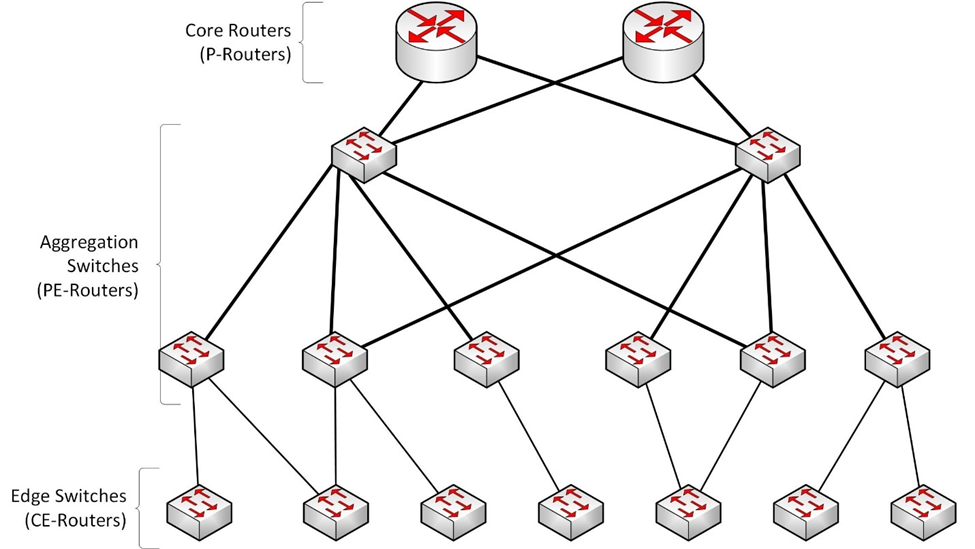 Core Routers
(P-Routers)
Aggregation
Switches
(PE-Routers)
Edge Switches
(CE-Routers)